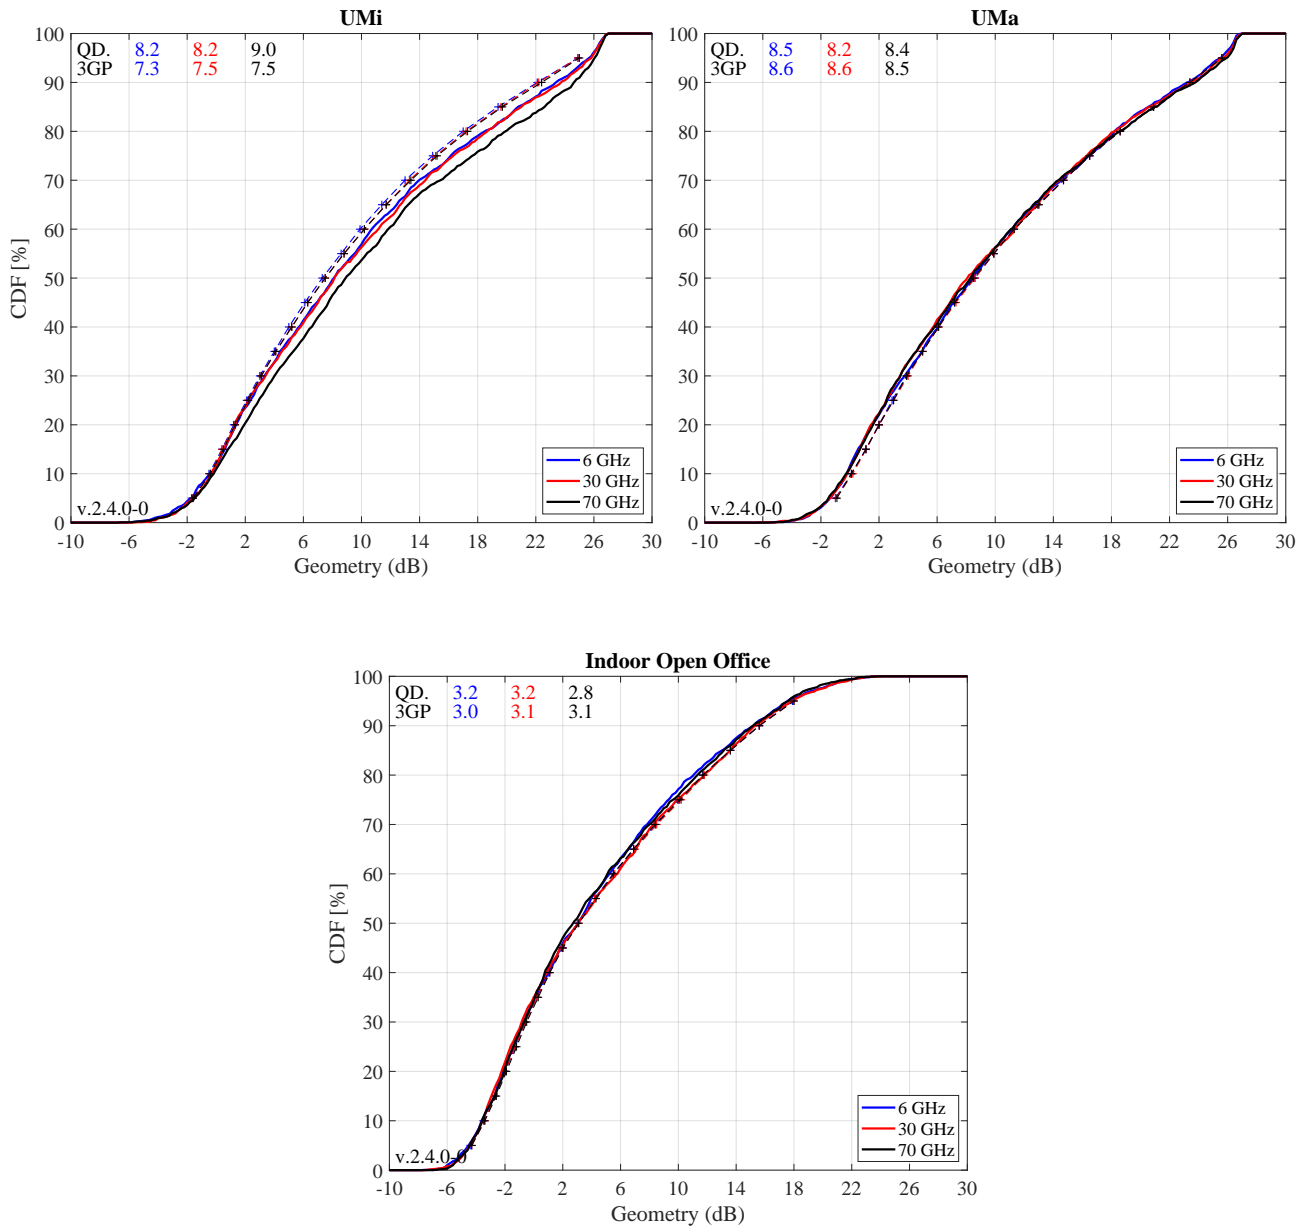 UMi
100
90
80
70
60
50
40
30
20
10
0
CDF [%]
QD. 8.2 8.2 9.0
3GP 7.3 7.5 7.5
6 GHz
30 GHz
70 GHz
v.2.4.0-0
-10 -6 -2 2 6 10 14 18 22 26 30
Geometry (dB)
UMa
100
90
80
70
60
50
40
30
20
10
0
QD. 8.5 8.2 8.4
3GP 8.6 8.6 8.5
6 GHz
30 GHz
70 GHz
v.2.4.0-0
-10 -6 -2 2 6 10 14 18 22 26 30
Geometry (dB)
Indoor Open Office
100
90
80
70
60
50
40
30
20
10
0
CDF [%]
QD. 3.2 3.2 2.8
3GP 3.0 3.1 3.1
6 GHz
30 GHz
70 GHz
v.2.4.0-0
-10 -6 -2 2 6 10 14 18 22 26 30
Geometry (dB)